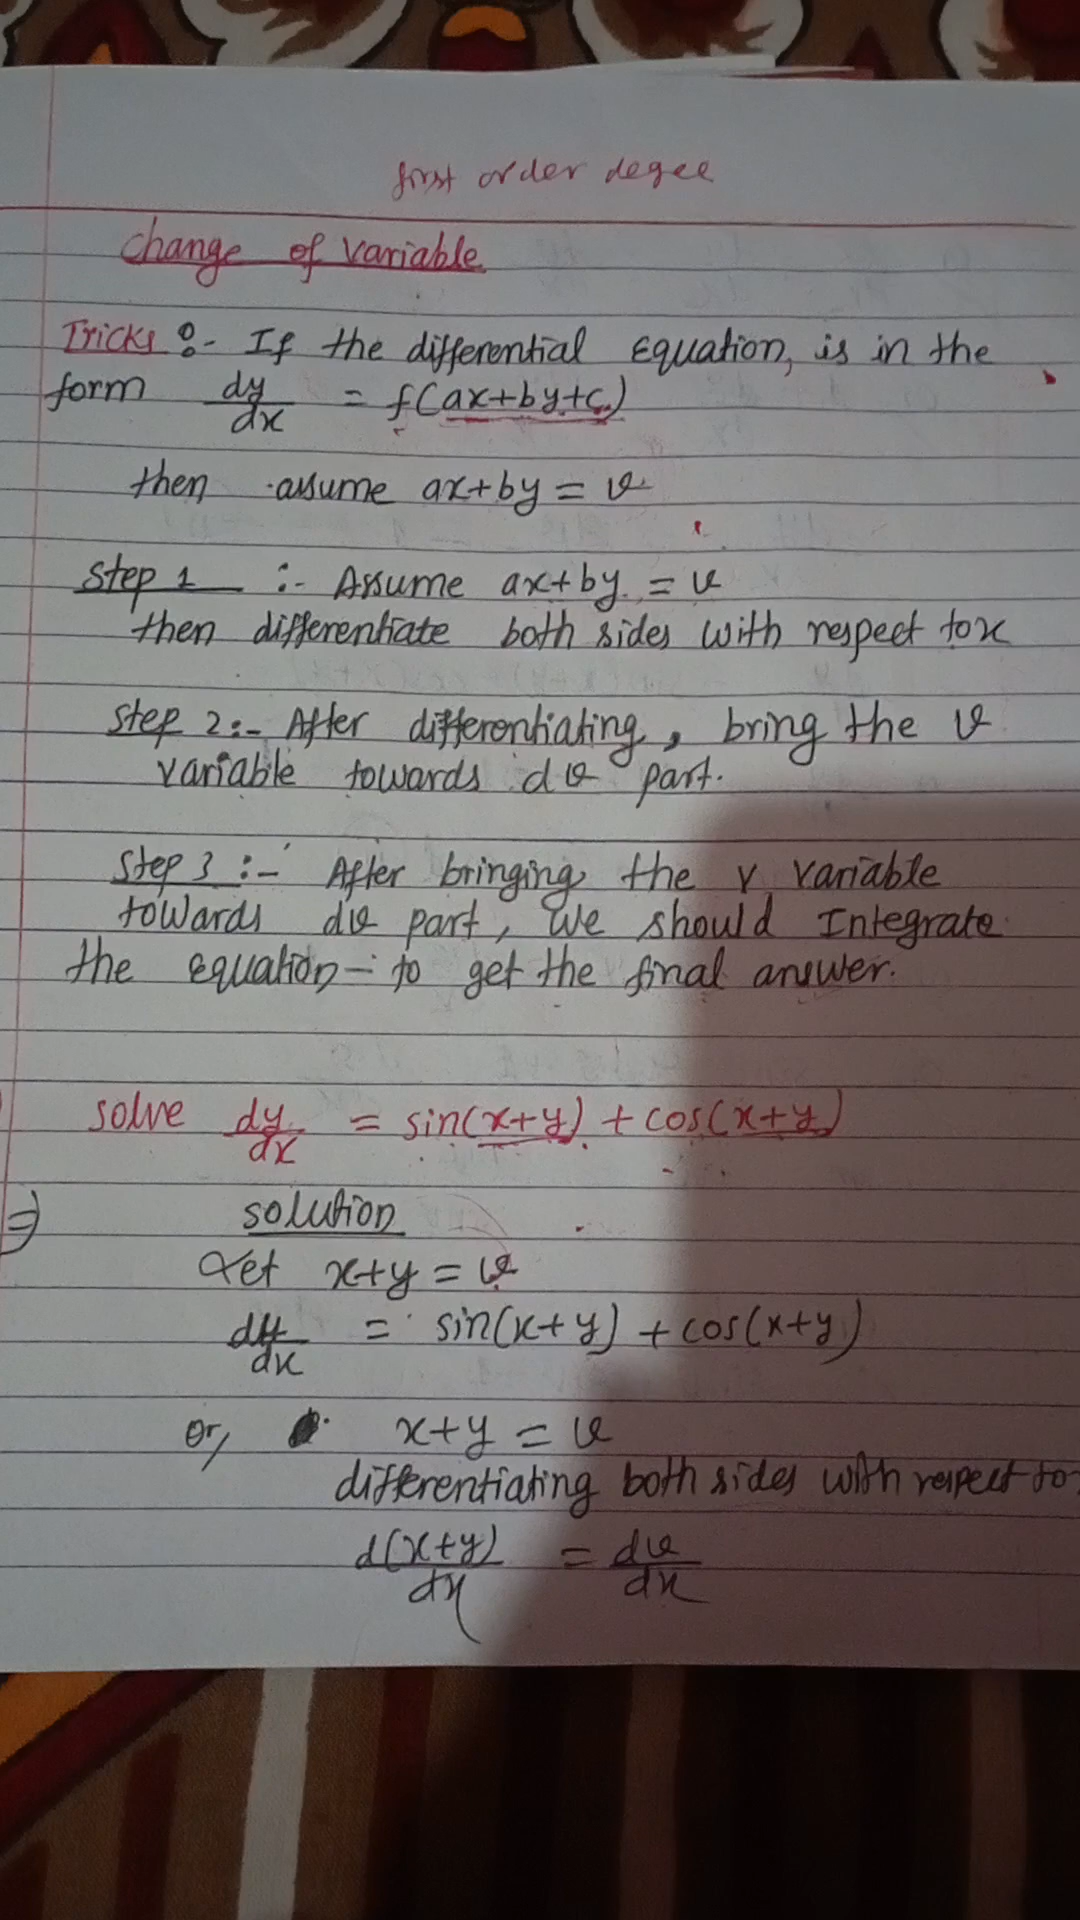 first order degee
Change of variable
Tricks :- If the differential Equation, is in the
form dy/dx = f(ax+by+c)
then assume ax+by = v
Step 1 :- Assume ax+by = v
then differentiate both sides with respect to x
Step 2 :- After differentiating, bring the v
variable towards dv part.
Step 3 :- After bringing the v variable
towards dv part, we should Integrate
the equation - to get the final answer.
solve dy/dx = sin(x+y) + cos(x+y)
⇒ solution
Let x+y = v
dy/dx = sin(x+y) + cos(x+y)
or, x+y = v
differentiating both sides with respect to
d(x+y)/dx = dv/dx